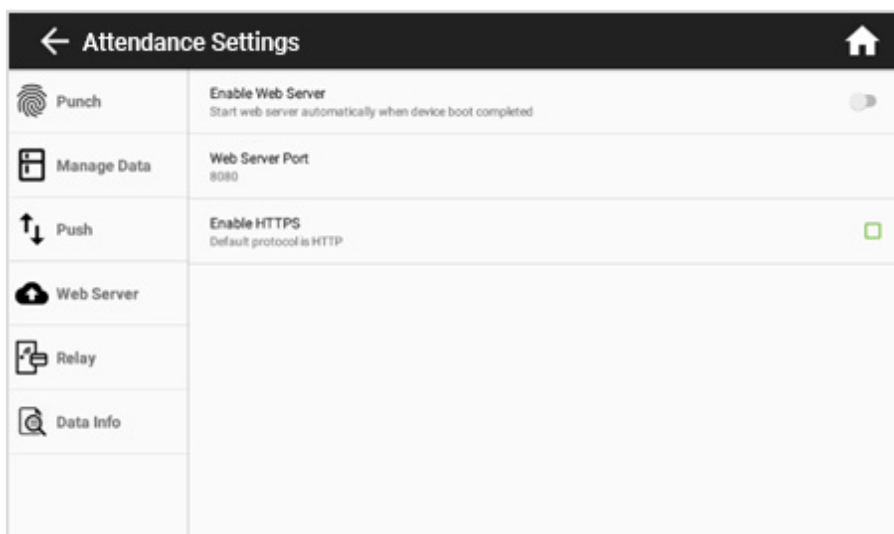 Attendance Settings
Punch
Manage Data
Push
Web Server
Relay
Data Info
Enable Web Server
Start web server automatically when device boot completed
Web Server Port
8080
Enable HTTPS
Default protocol is HTTP